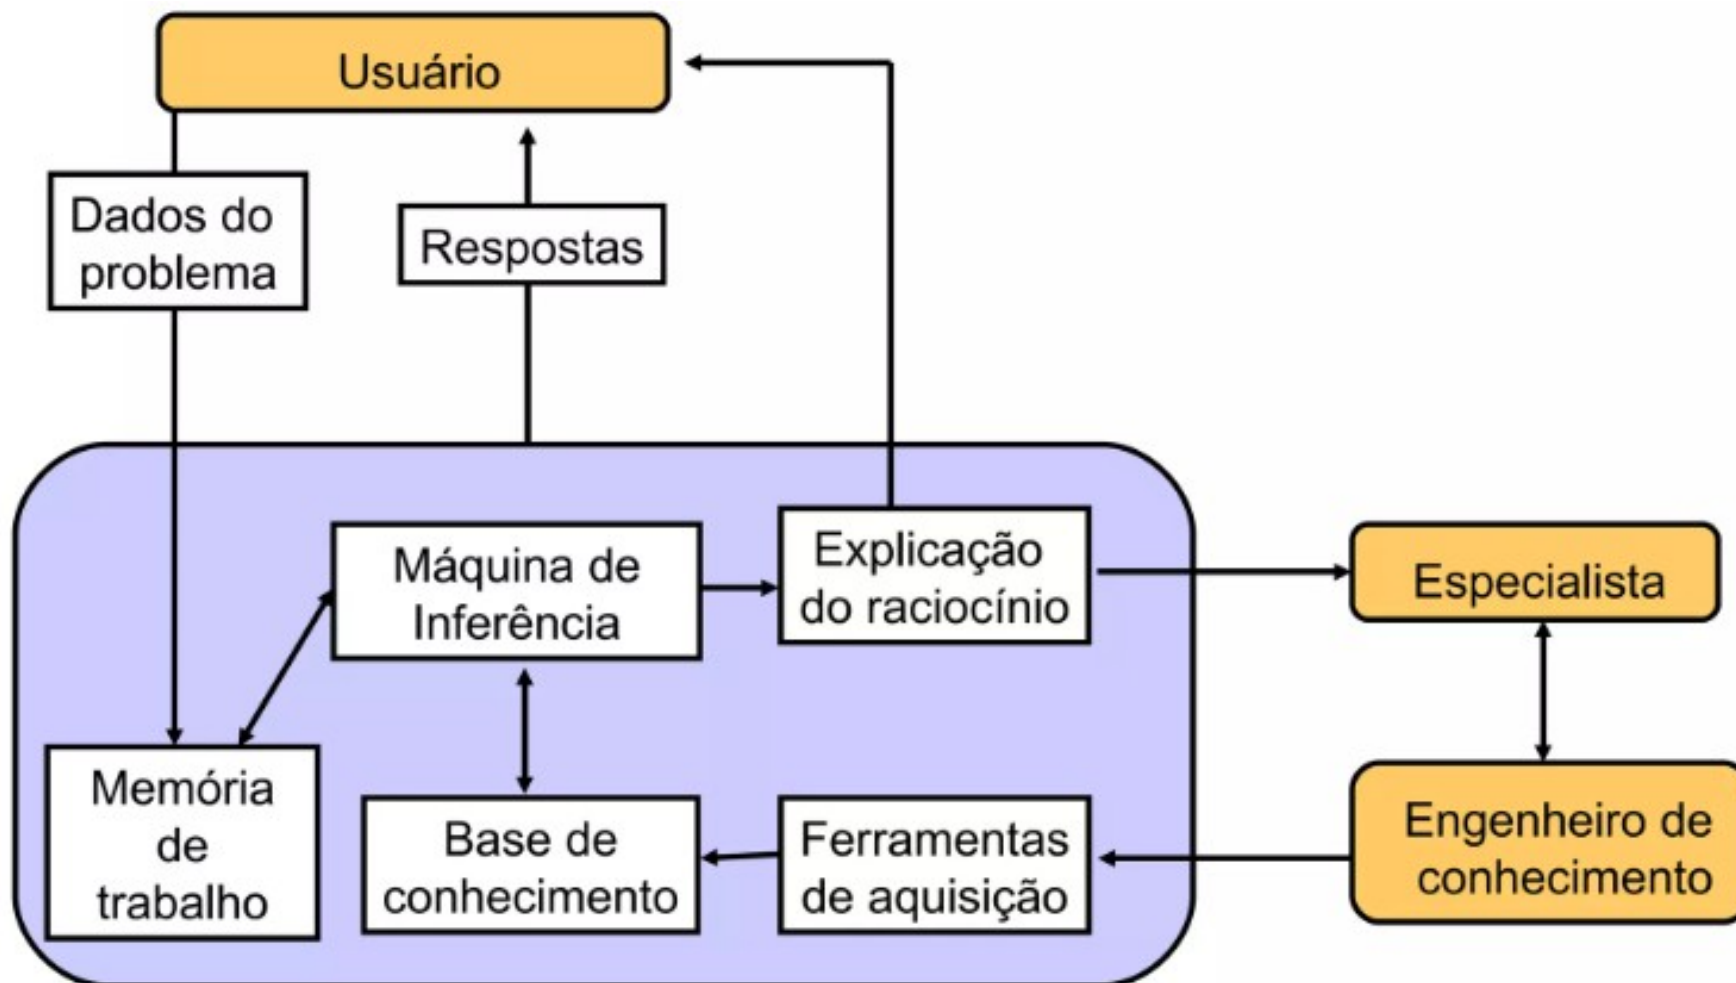 Usuário
Dados do
problema
Respostas
Máquina de
Inferência
Explicação
do raciocínio
Especialista
Memória
de
trabalho
Base de
conhecimento
Ferramentas
de aquisição
Engenheiro de
conhecimento